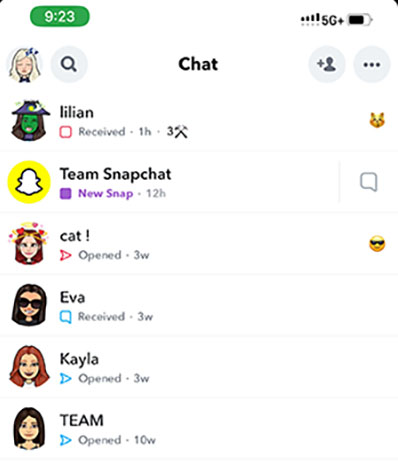 9:23
5G+
Chat
lilian
Received · 1h · 3
Team Snapchat
New Snap · 12h
cat !
Opened · 3w
Eva
Received · 3w
Kayla
Opened · 3w
TEAM
Opened · 10w